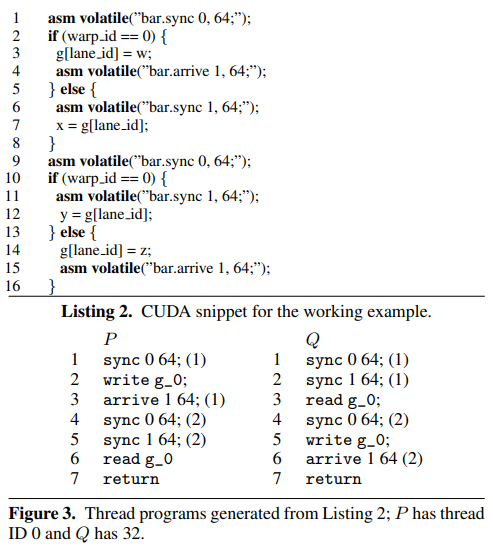 1 asm volatile("bar.sync 0, 64;");
2 if (warp_id == 0) {
3 g[lane_id] = w;
4 asm volatile("bar.arrive 1, 64;");
5 } else {
6 asm volatile("bar.sync 1, 64;");
7 x = g[lane_id];
8 }
9 asm volatile("bar.sync 0, 64;");
10 if (warp_id == 0) {
11 asm volatile("bar.sync 1, 64;");
12 y = g[lane_id];
13 } else {
14 g[lane_id] = z;
15 asm volatile("bar.arrive 1, 64;");
16 }
Listing 2. CUDA snippet for the working example.
P Q
1 sync 0 64; (1) 1 sync 0 64; (1)
2 write g_0; 2 sync 1 64; (1)
3 arrive 1 64; (1) 3 read g_0;
4 sync 0 64; (2) 4 sync 0 64; (2)
5 sync 1 64; (2) 5 write g_0;
6 read g_0 6 arrive 1 64 (2)
7 return 7 return
Figure 3. Thread programs generated from Listing 2; P has thread
ID 0 and Q has 32.